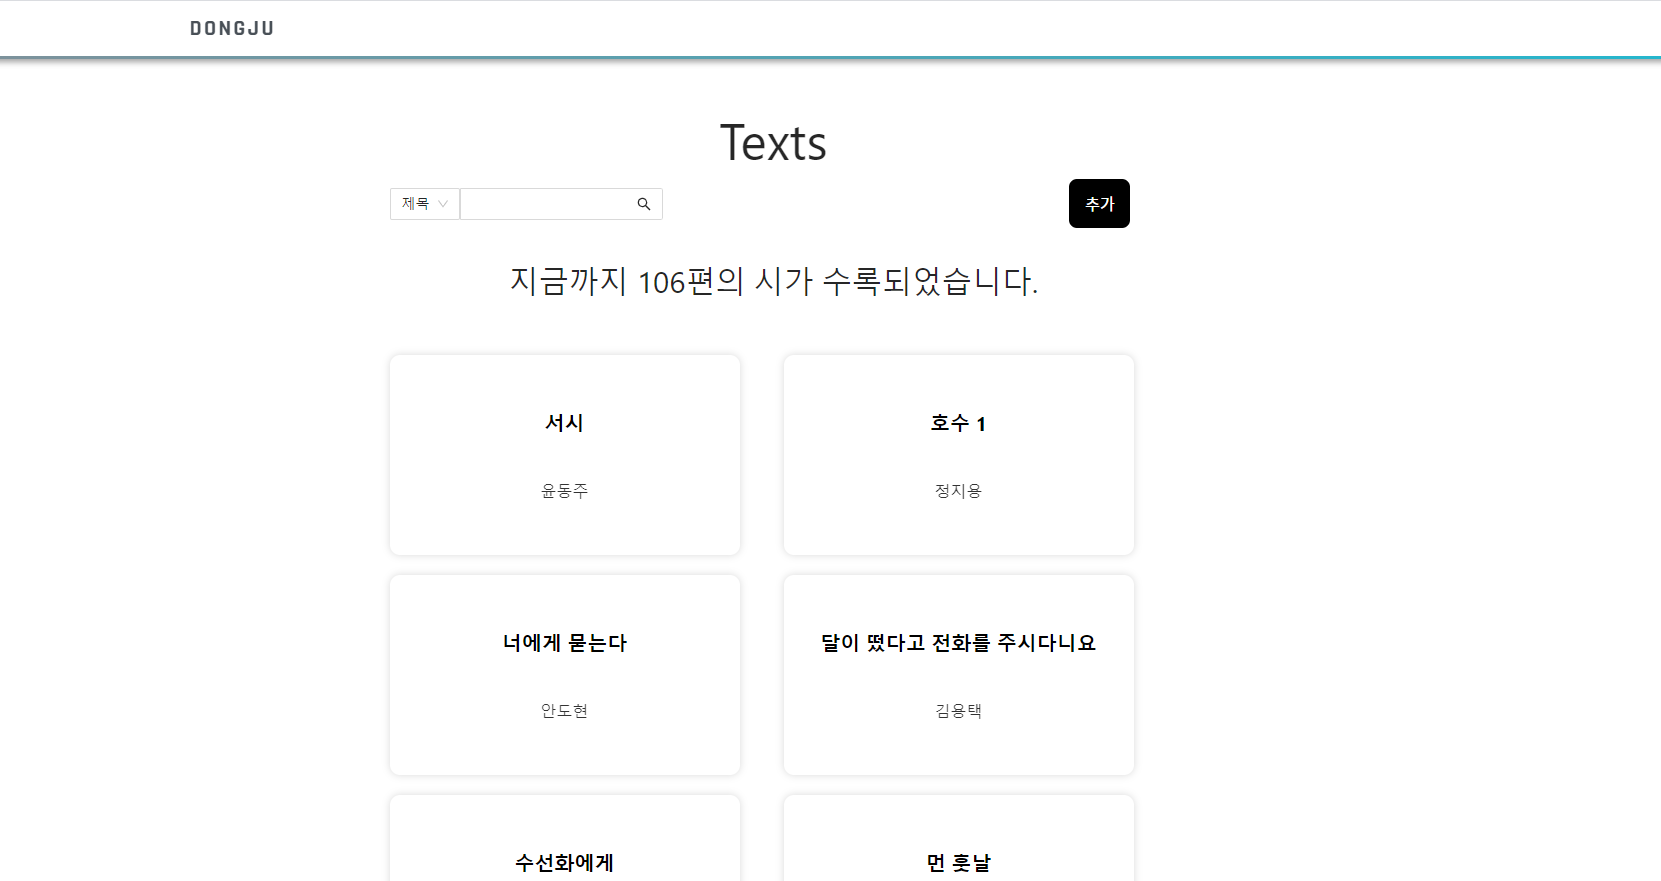 DONGJU
Texts
제목
추가
지금까지 106편의 시가 수록되었습니다.
서시
윤동주
호수 1
정지용
너에게 묻는다
안도현
달이 떴다고 전화를 주시다니요
김용택
수선화에게
먼 훗날